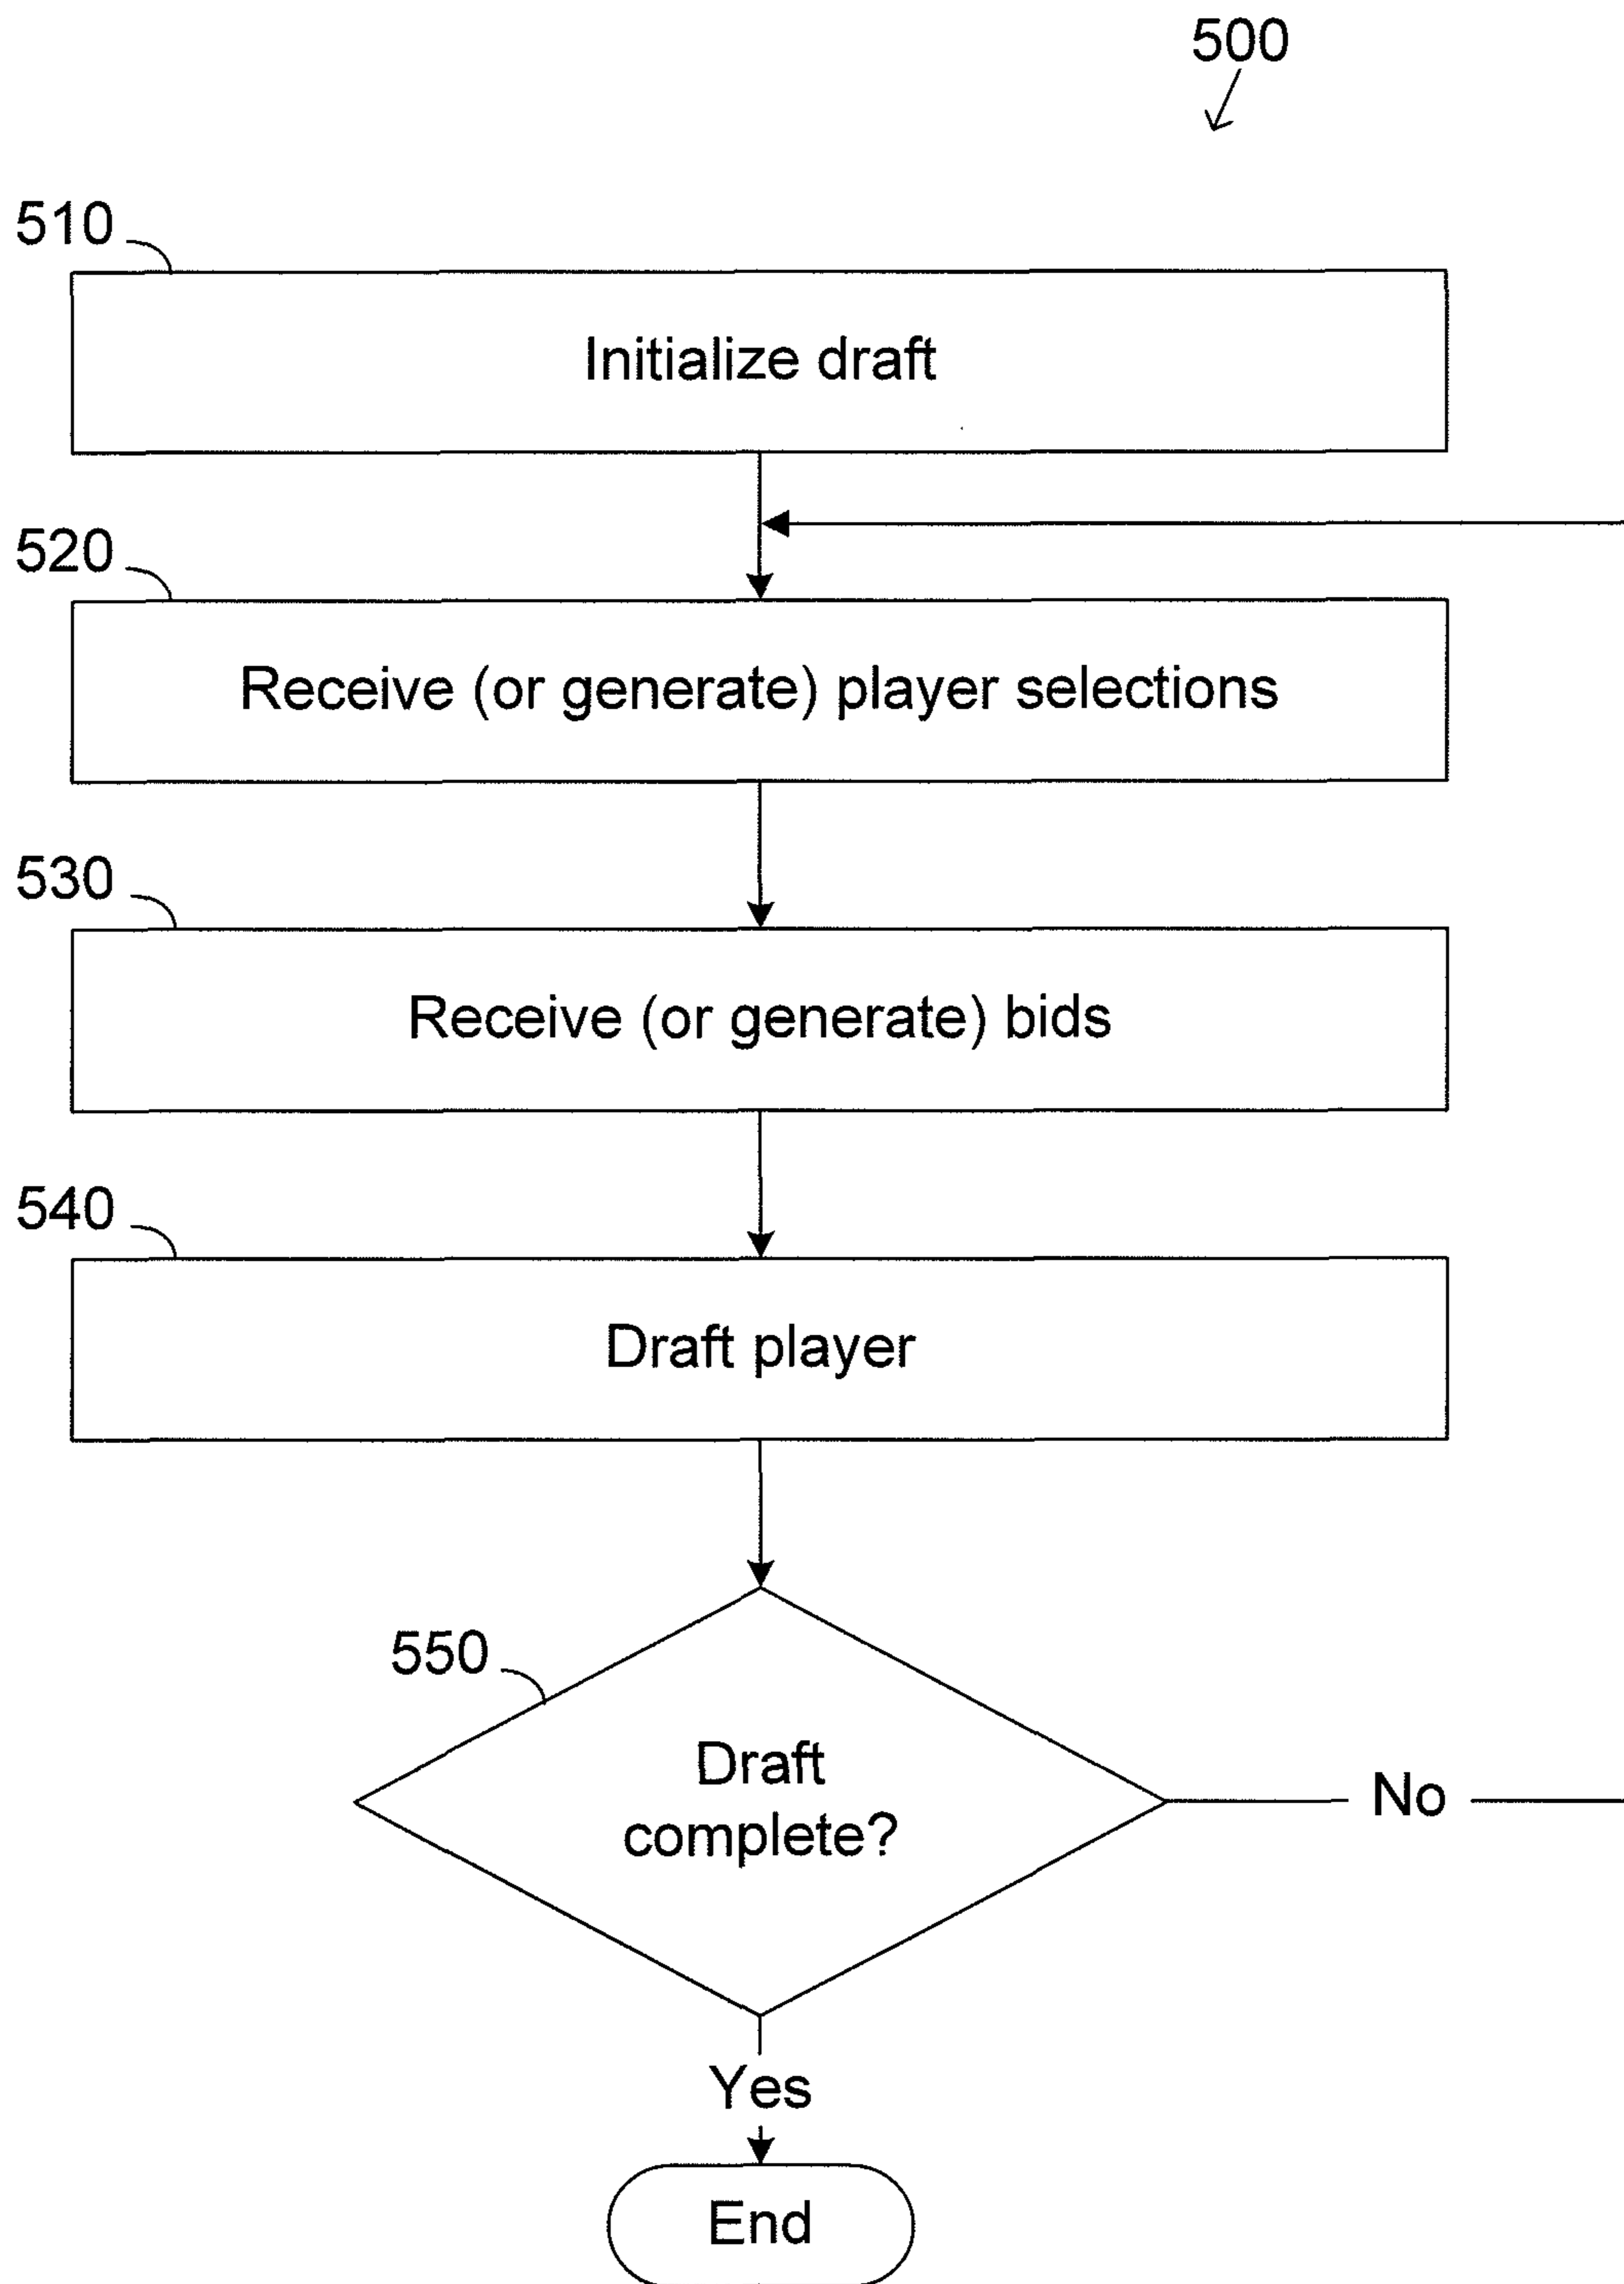 500
510
Initialize draft
520
Receive (or generate) player selections
530
Receive (or generate) bids
540
Draft player
550
Draft
complete?
No
Yes
End